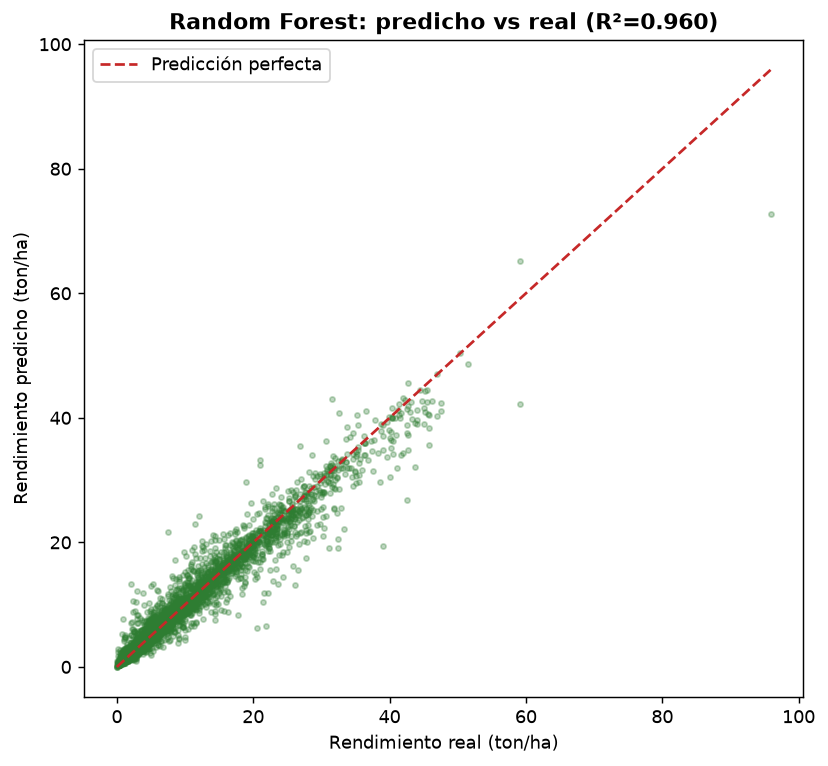 Random Forest: predicho vs real (R²=0.960)
Predicción perfecta
Rendimiento predicho (ton/ha)
100
80
60
40
20
0
0 20 40 60 80 100
Rendimiento real (ton/ha)